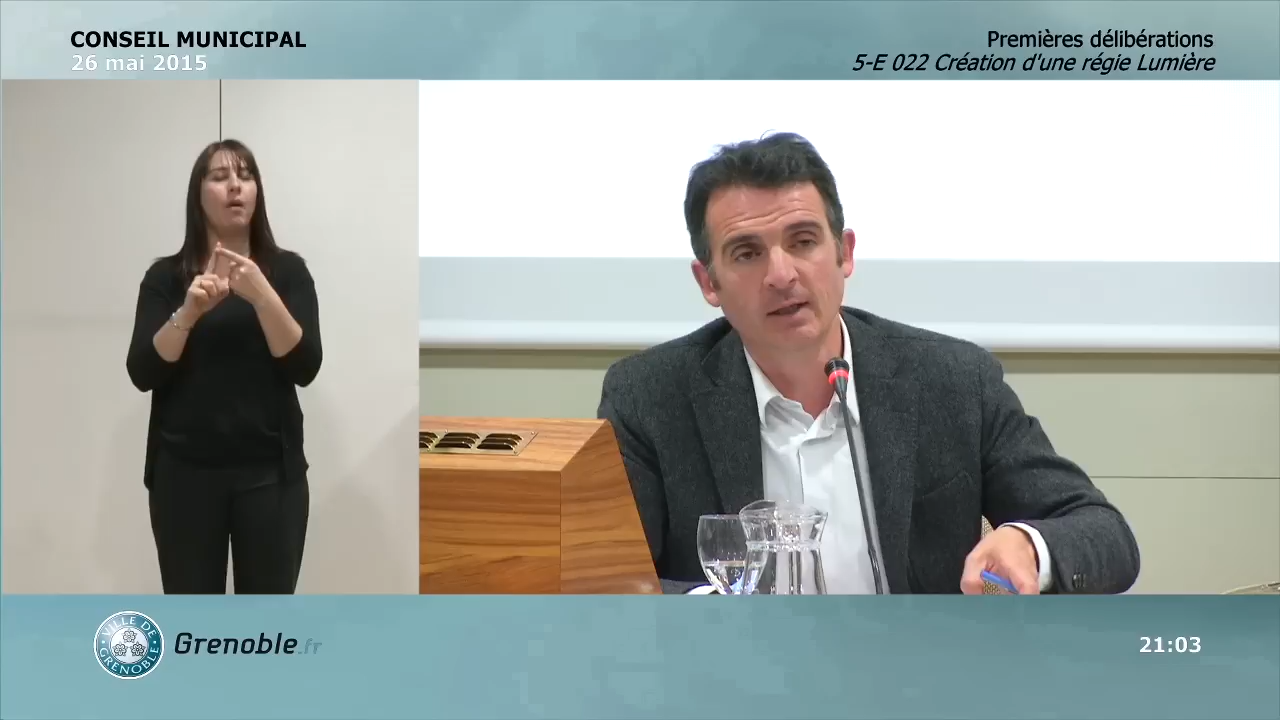 CONSEIL MUNICIPAL
26 mai 2015
Premières délibérations
5-E 022 Création d'une régie Lumière
VILLE DE GRENOBLE
Grenoble.fr
21:03